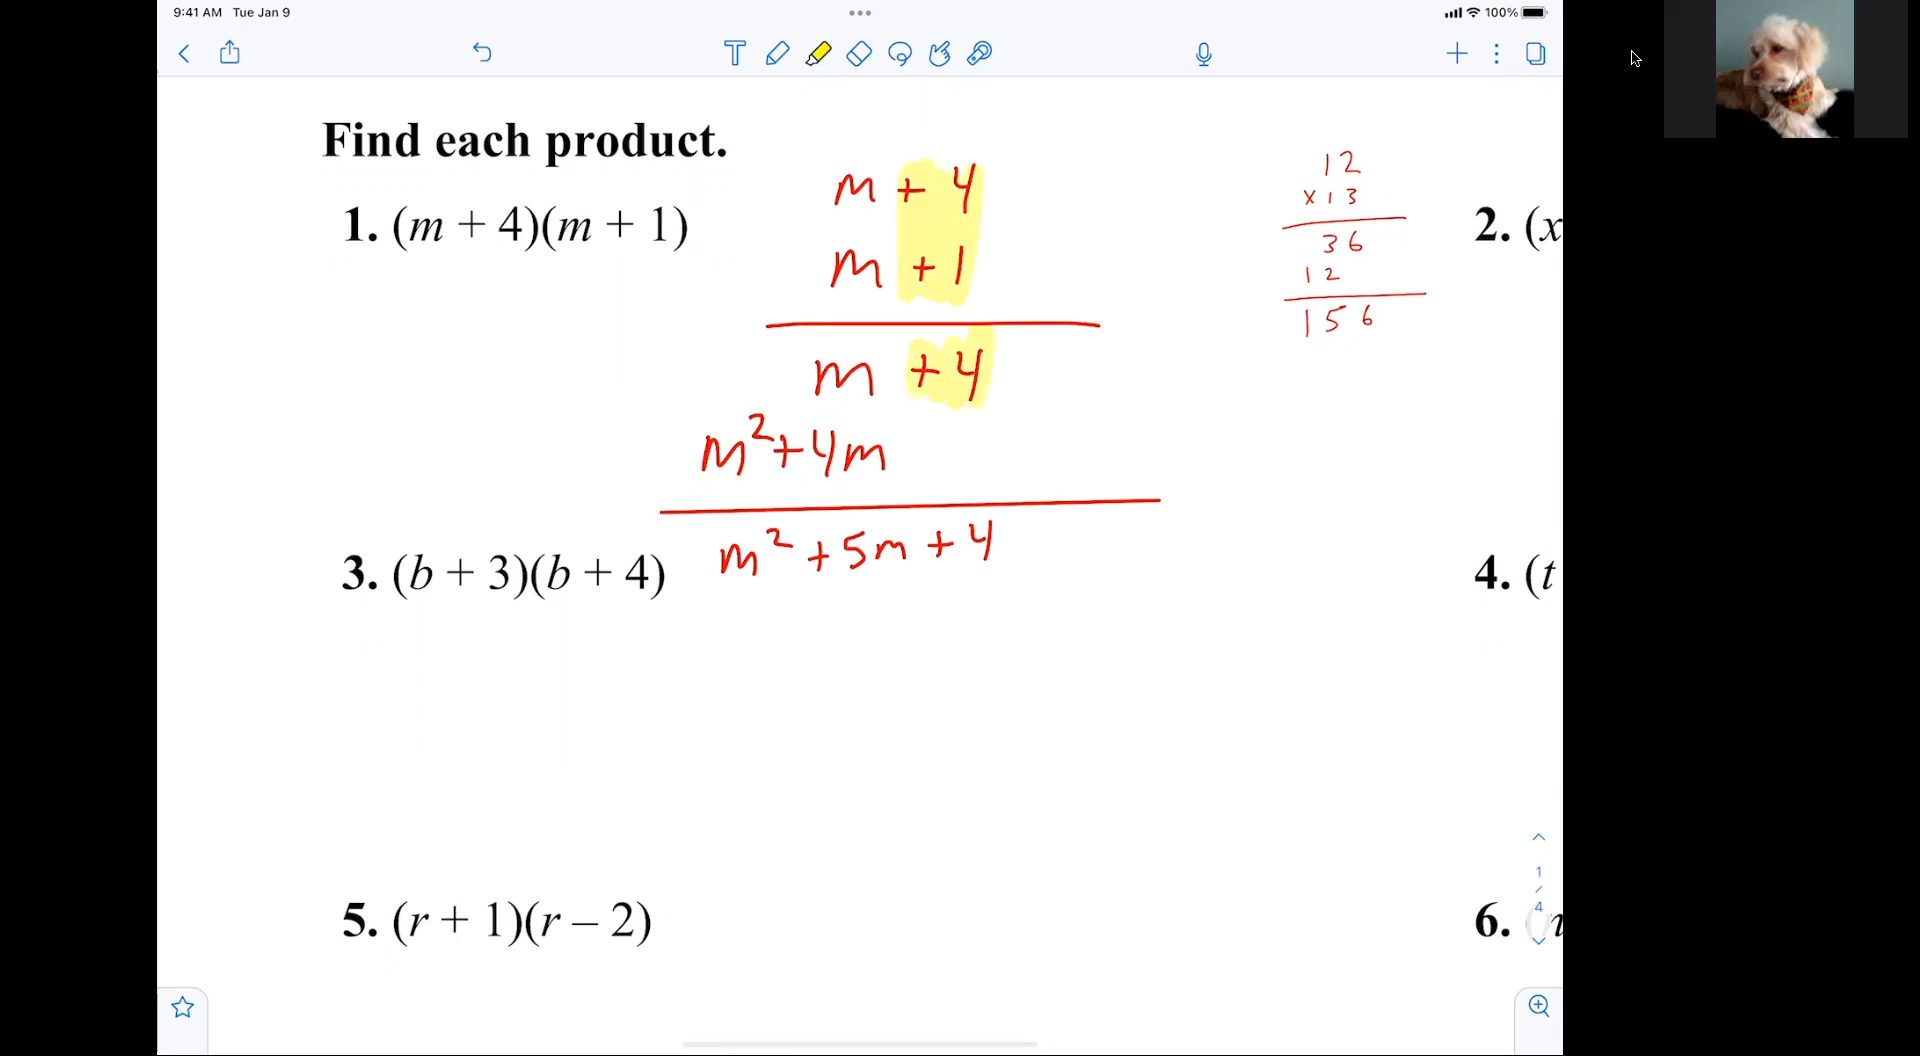 9:41 AM Tue Jan 9
100%
Find each product.
1. (m + 4)(m + 1)
m + 4
m + 1
m + 4
m² + 4m
m² + 5m + 4
12
x 13
36
12
156
2. (x
3. (b + 3)(b + 4)
4. (t
5. (r + 1)(r – 2)
6. (n
1
/
4